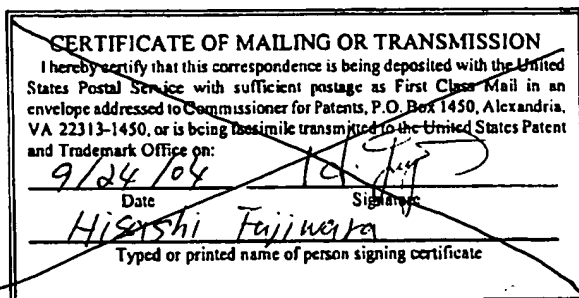 CERTIFICATE OF MAILING OR TRANSMISSION
I hereby certify that this correspondence is being deposited with the United
States Postal Service with sufficient postage as First Class Mail in an
envelope addressed to Commissioner for Patents, P.O. Box 1450, Alexandria,
VA 22313-1450, or is being facsimile transmitted to the United States Patent
and Trademark Office on:
9/24/04
Date Signature
Hisashi Fujiwara
Typed or printed name of person signing certificate